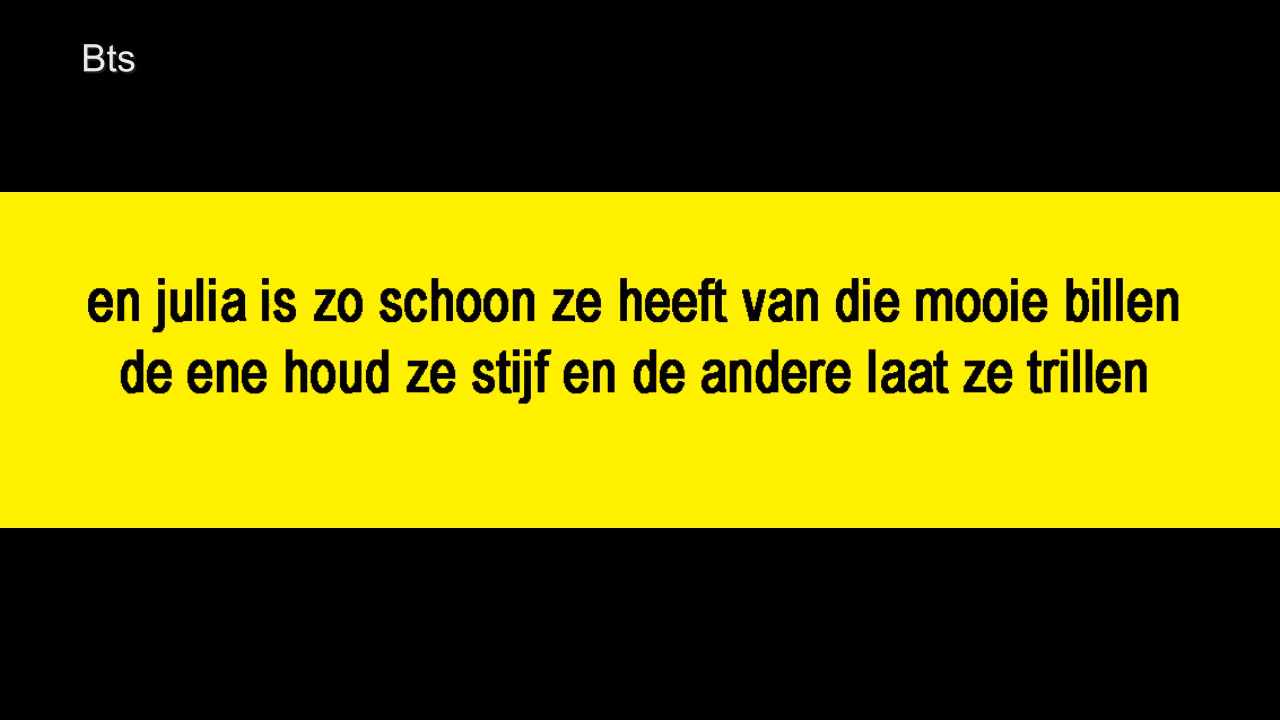 Bts
en julia is zo schoon ze heeft van die mooie billen
de ene houd ze stijf en de andere laat ze trillen